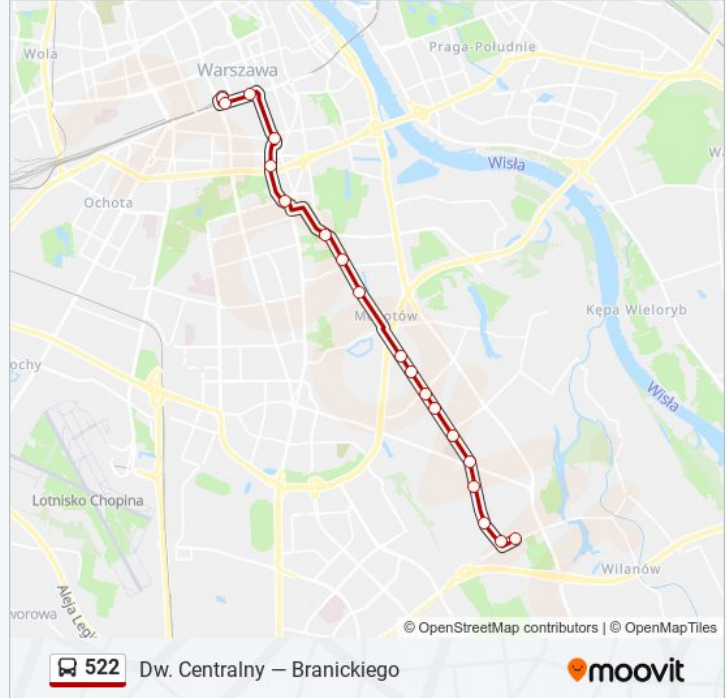 Wola
Praga-Południe
Warszawa
Wisła
Ochota
Mokotów
Kępa Wieloryb
ochy
Wisła
Lotnisko Chopina
Wilanów
worowa
Aleja Legi
© OpenStreetMap contributors | © OpenMapTiles
522 Dw. Centralny — Branickiego
moovit